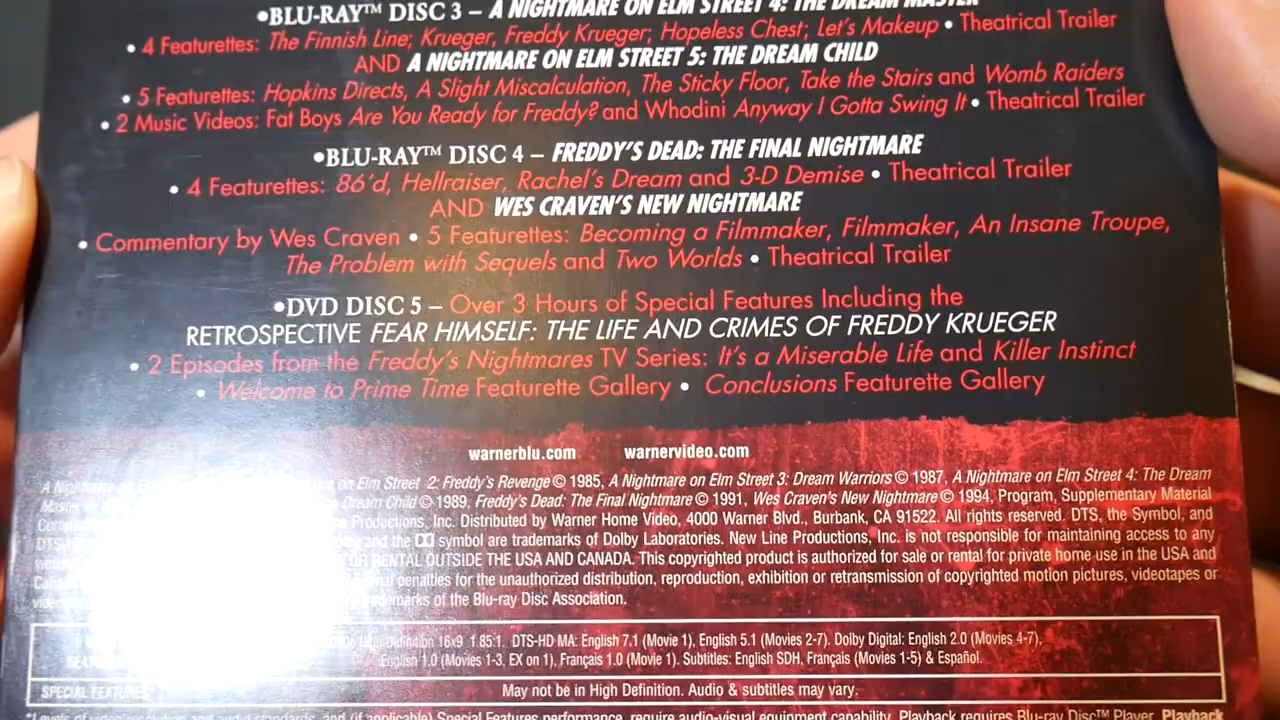 •BLU-RAY™ DISC 3 – A NIGHTMARE ON ELM STREET 4: THE DREAM MASTER
• 4 Featurettes: The Finnish Line; Krueger, Freddy Krueger; Hopeless Chest; Let's Makeup • Theatrical Trailer
AND A NIGHTMARE ON ELM STREET 5: THE DREAM CHILD
• 5 Featurettes: Hopkins Directs, A Slight Miscalculation, The Sticky Floor, Take the Stairs and Womb Raiders
• 2 Music Videos: Fat Boys Are You Ready for Freddy? and Whodini Anyway I Gotta Swing It • Theatrical Trailer
•BLU-RAY™ DISC 4 – FREDDY'S DEAD: THE FINAL NIGHTMARE
• 4 Featurettes: 86'd, Hellraiser, Rachel's Dream and 3-D Demise • Theatrical Trailer
AND WES CRAVEN'S NEW NIGHTMARE
• Commentary by Wes Craven • 5 Featurettes: Becoming a Filmmaker, Filmmaker, An Insane Troupe,
The Problem with Sequels and Two Worlds • Theatrical Trailer
•DVD DISC 5 – Over 3 Hours of Special Features Including the
RETROSPECTIVE FEAR HIMSELF: THE LIFE AND CRIMES OF FREDDY KRUEGER
• 2 Episodes from the Freddy's Nightmares TV Series: It's a Miserable Life and Killer Instinct
• Welcome to Prime Time Featurette Gallery • Conclusions Featurette Gallery
warnerblu.com warnervideo.com
A on Elm Street 2: Freddy's Revenge © 1985, A Nightmare on Elm Street 3: Dream Warriors © 1987, A Nightmare on Elm Street 4: The Dream
Dream Child © 1989, Freddy's Dead: The Final Nightmare © 1991, Wes Craven's New Nightmare © 1994, Program, Supplementary Material
Productions, Inc. Distributed by Warner Home Video, 4000 Warner Blvd., Burbank, CA 91522. All rights reserved. DTS, the Symbol, and
and the symbol are trademarks of Dolby Laboratories. New Line Productions, Inc. is not responsible for maintaining access to any
OR RENTAL OUTSIDE THE USA AND CANADA. This copyrighted product is authorized for sale or rental for private home use in the USA and
penalties for the unauthorized distribution, reproduction, exhibition or retransmission of copyrighted motion pictures, videotapes or
of the Blu-ray Disc Association.
16x9 1.85:1. DTS-HD MA: English 7.1 (Movie 1), English 5.1 (Movies 2-7). Dolby Digital: English 2.0 (Movies 4-7),
English 1.0 (Movies 1-3, EX on 1), Français 1.0 (Movie 1). Subtitles: English SDH, Français (Movies 1-5) & Español.
SPECIAL FEATURES May not be in High Definition. Audio & subtitles may vary.
Special Features performance, require audio-visual equipment capability. Playback requires Blu-ray Disc™ Player. Playback